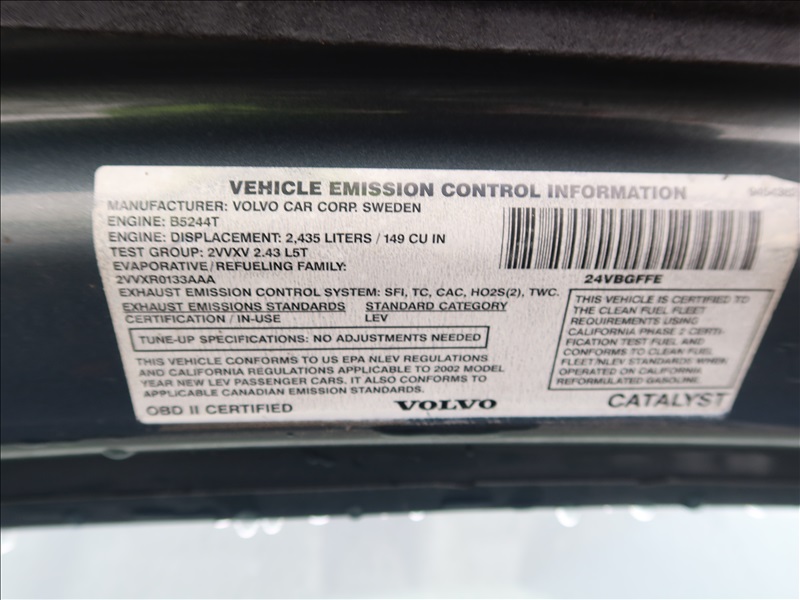 VEHICLE EMISSION CONTROL INFORMATION
MANUFACTURER: VOLVO CAR CORP. SWEDEN
ENGINE: B5244T
ENGINE: DISPLACEMENT: 2,435 LITERS / 149 CU IN
TEST GROUP: 2VVXV 2.43 L5T
EVAPORATIVE/REFUELING FAMILY:
2VVXR0133AAA
24VBGFFE
EXHAUST EMISSION CONTROL SYSTEM: SFI, TC, CAC, HO2S(2), TWC.
EXHAUST EMISSIONS STANDARDS STANDARD CATEGORY
CERTIFICATION / IN-USE LEV
TUNE-UP SPECIFICATIONS: NO ADJUSTMENTS NEEDED
THIS VEHICLE CONFORMS TO US EPA NLEV REGULATIONS
AND CALIFORNIA REGULATIONS APPLICABLE TO 2002 MODEL
YEAR NEW LEV PASSENGER CARS. IT ALSO CONFORMS TO
APPLICABLE CANADIAN EMISSION STANDARDS.
OBD II CERTIFIED
VOLVO
THIS VEHICLE IS CERTIFIED TO
THE CLEAN FUEL FLEET
REQUIREMENTS USING
CALIFORNIA PHASE 2 CERTI-
FICATION TEST FUEL AND
CONFORMS TO CLEAN FUEL
FLEET/NLEV STANDARDS WHEN
OPERATED ON CALIFORNIA
REFORMULATED GASOLINE.
CATALYST